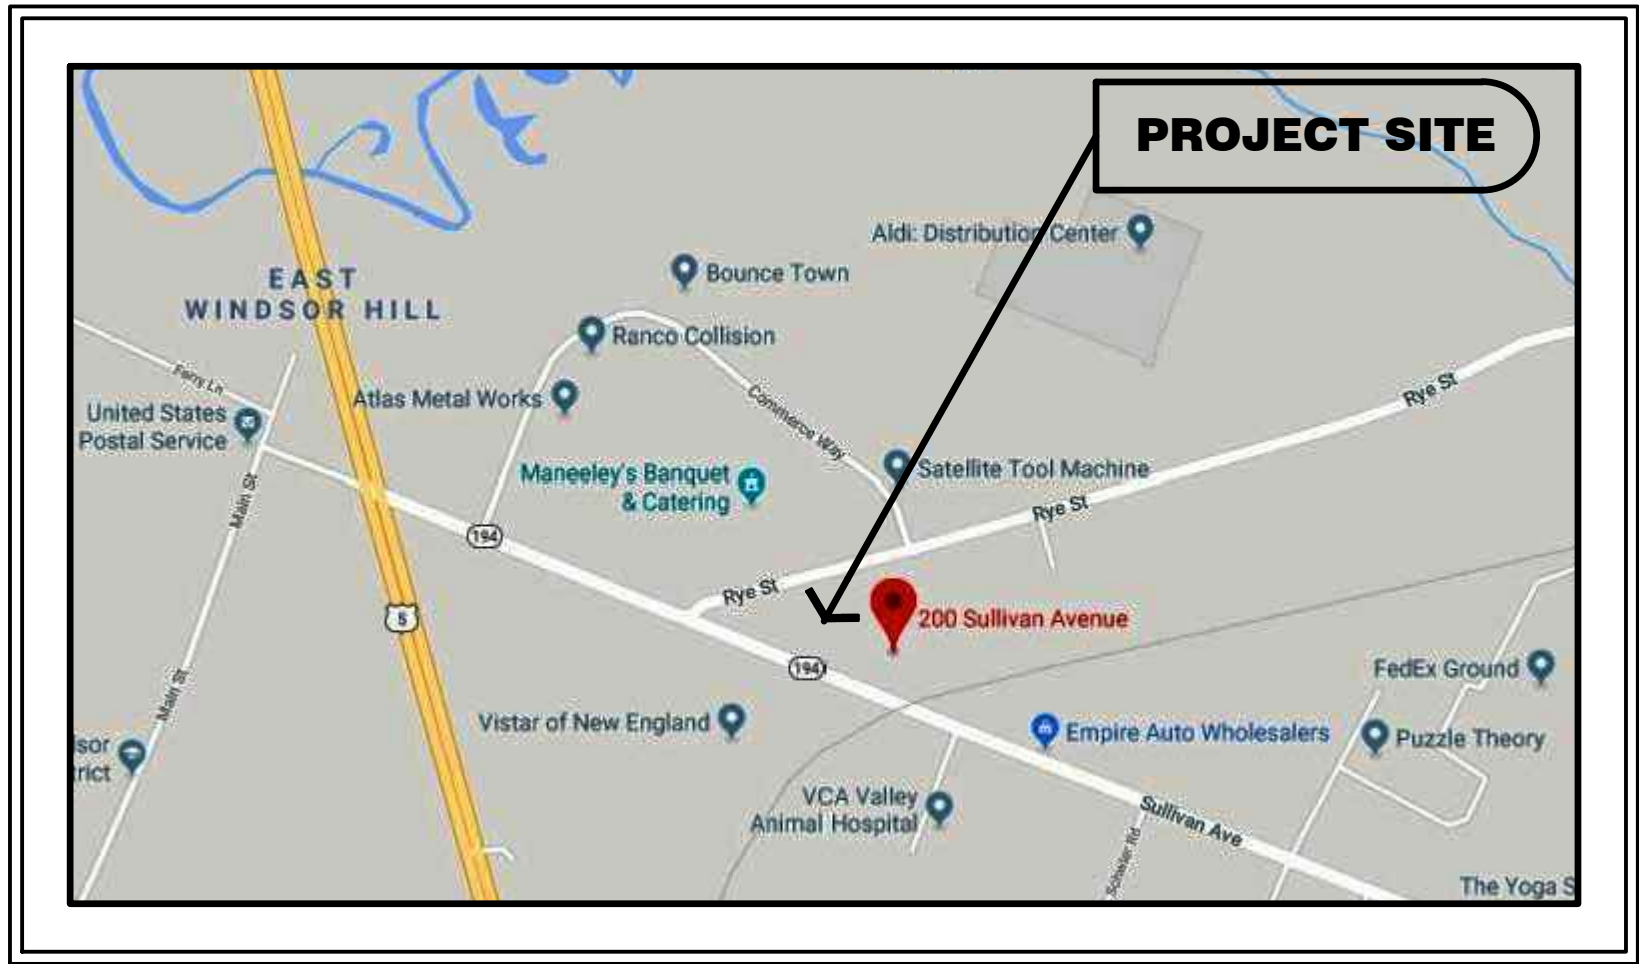 PROJECT SITE
Aldi: Distribution Center
Bounce Town
EAST
WINDSOR HILL
Ranco Collision
Ferry Ln
Atlas Metal Works
Commerce Way
Rye St
United States
Postal Service
Maneeley's Banquet
& Catering
Satellite Tool Machine
Main St
Rye St
194
Rye St
5
200 Sullivan Avenue
194
FedEx Ground
Main St
Vistar of New England
Empire Auto Wholesalers
Puzzle Theory
sor
trict
VCA Valley
Animal Hospital
Sullivan Ave
The Yoga S